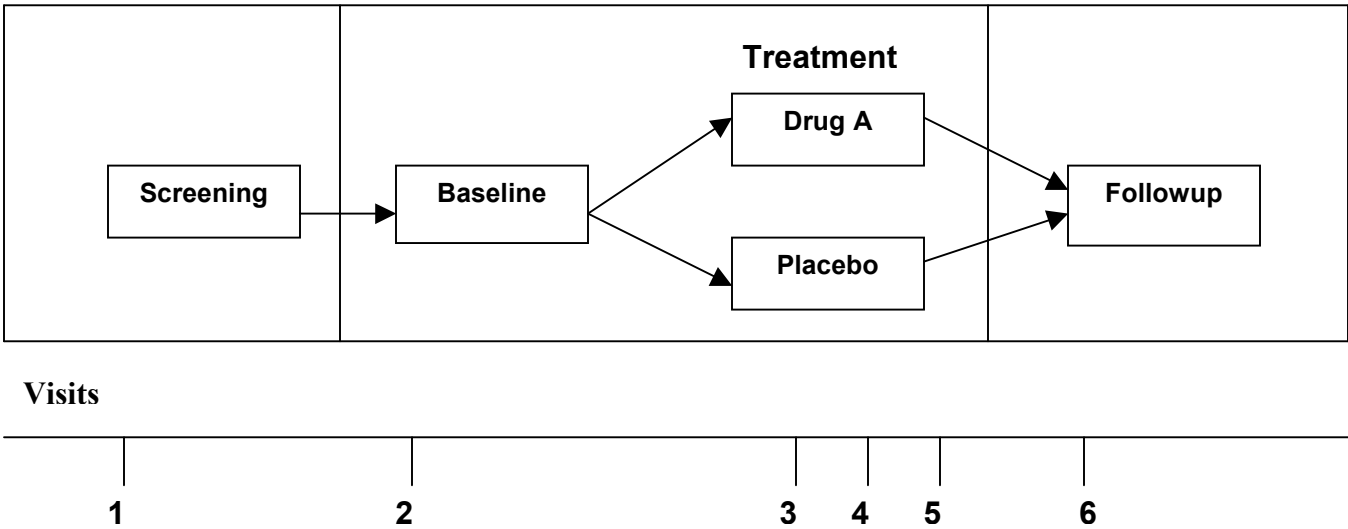 Treatment
Drug A
Screening
Baseline
Followup
Placebo
Visits
1 2 3 4 5 6